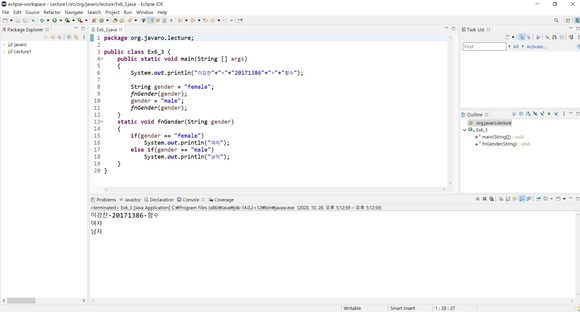 eclipse-workspace - Lecture1/src/org/javaro/lecture/Ex6_3.java - Eclipse IDE
File Edit Source Refactor Navigate Search Project Run Window Help
Package Explorer
javaro
Lecture1
Ex6_3.java
1 package org.javaro.lecture;
2
3 public class Ex6_3 {
4 public static void main(String [] args)
5 {
6 System.out.println("이감찬"+"-"+"20171386"+"-"+"함수");
7
8 String gender = "female";
9 fnGender(gender);
10 gender = "male";
11 fnGender(gender);
12 }
13 static void fnGender(String gender)
14 {
15 if(gender == "female")
16 System.out.println("여자");
17 else if(gender == "male")
18 System.out.println("남자");
19 }
20 }
Task List
Find
All
Activate...
Outline
org.javaro.lecture
Ex6_3
main(String[]) : void
fnGender(String) : void
Problems Javadoc Declaration Console Coverage
<terminated> Ex6_3 [Java Application] C:#Program Files (x86)#Java#jdk-14.0.2+12#bin#javaw.exe (2020. 10. 28. 오후 5:12:59 – 오후 5:12:59)
이감찬-20171386-함수
여자
남자
Writable
Smart Insert
1 : 28 : 27